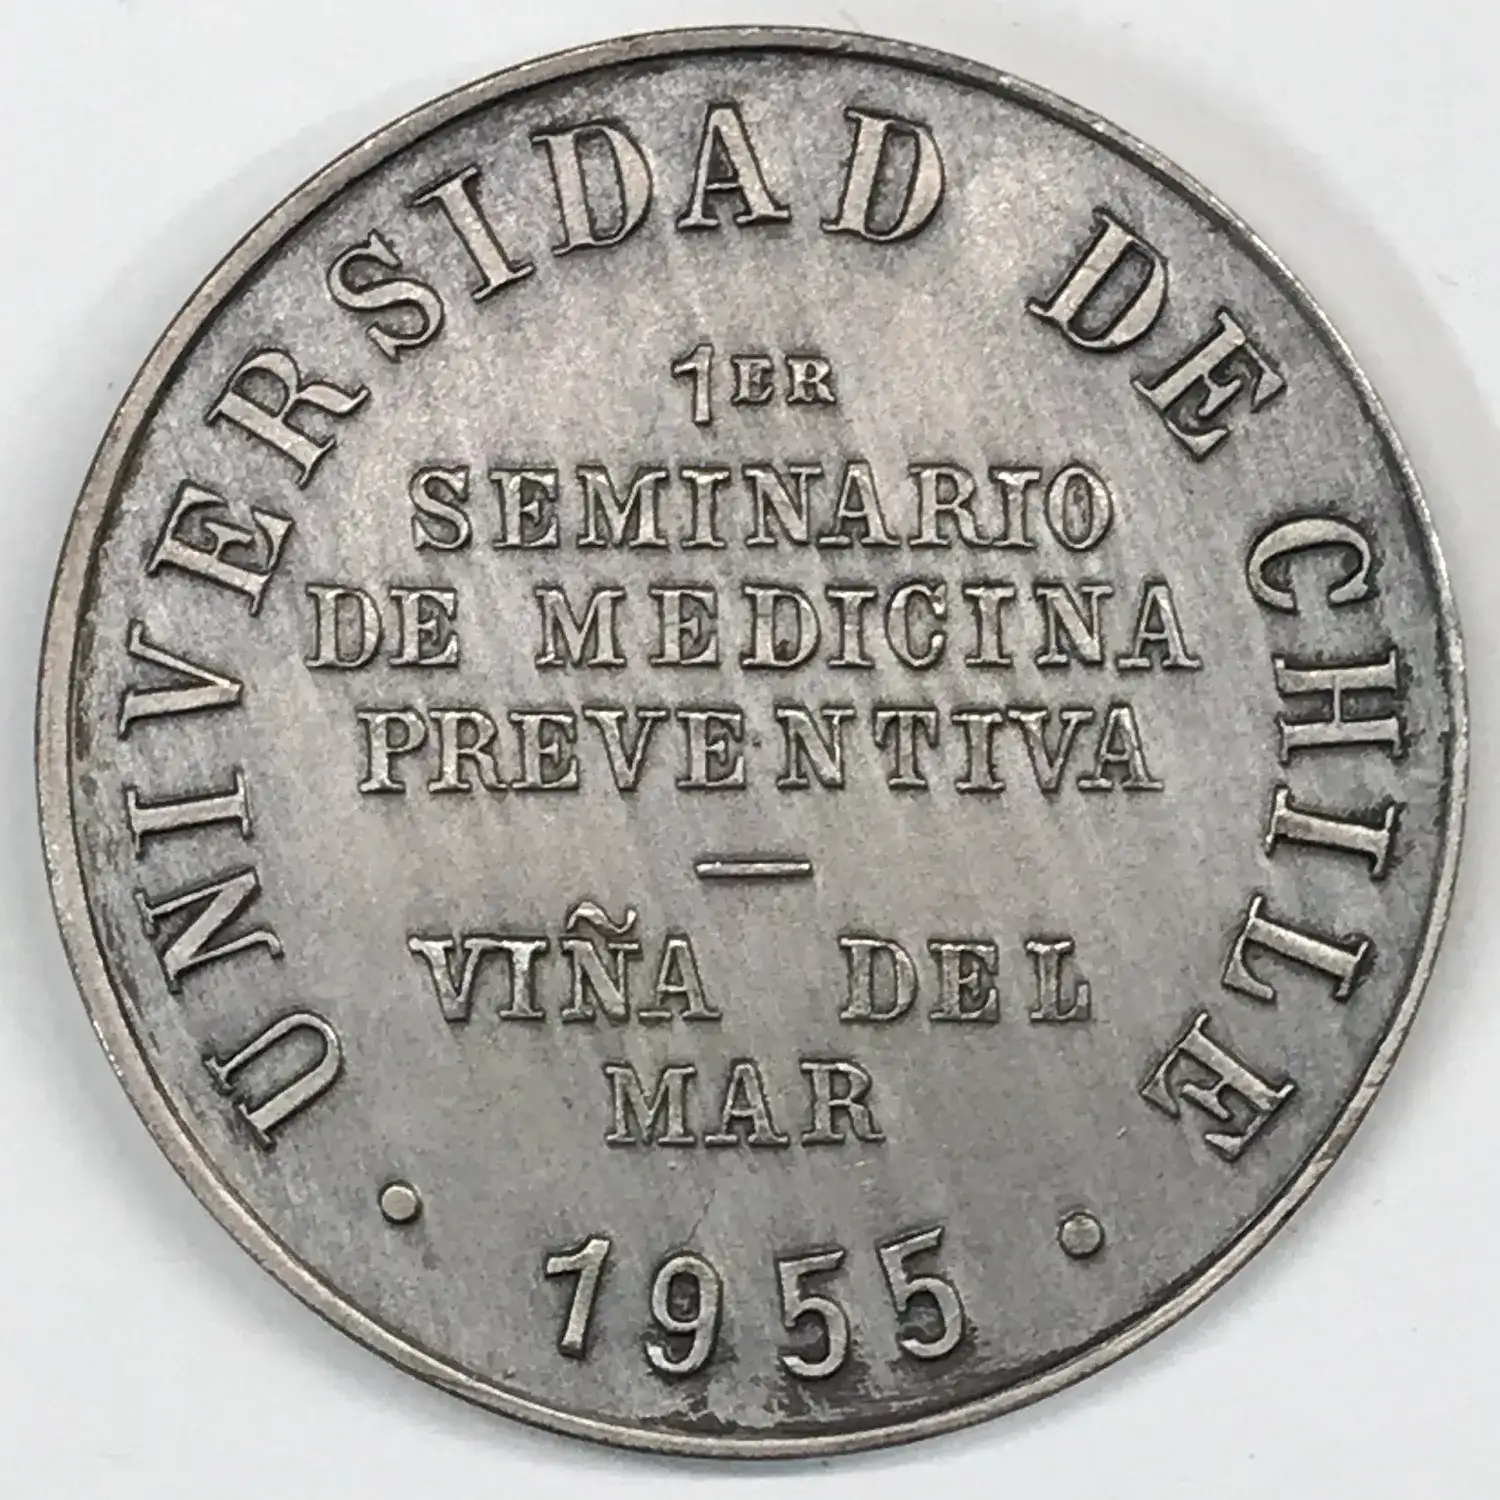 UNIVERSIDAD DE CHILE
1ER
SEMINARIO
DE MEDICINA
PREVENTIVA
—
VIÑA DEL
MAR
• 1955 •